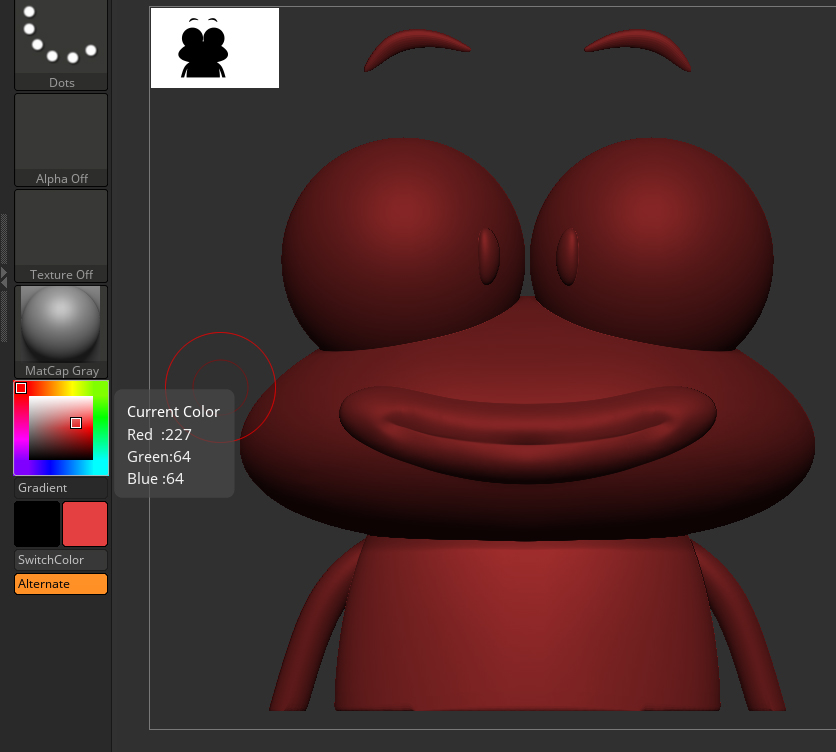 Dots
Alpha Off
Texture Off
MatCap Gray
Current Color
Red :227
Green:64
Blue :64
Gradient
SwitchColor
Alternate